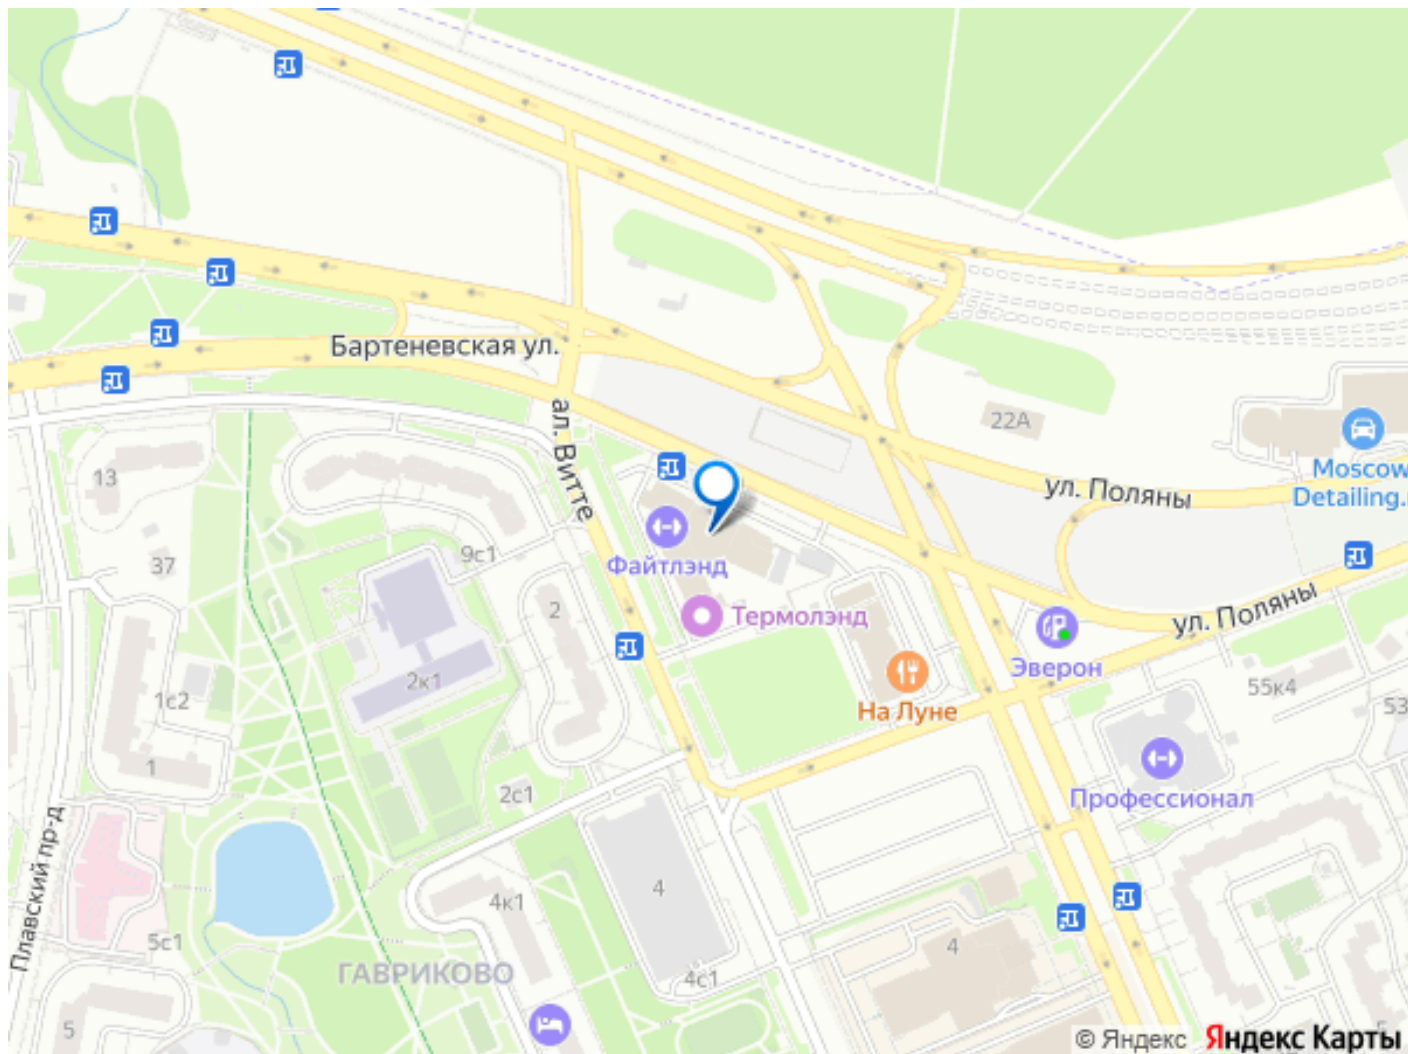 Бартеневская ул.
ал. Витте
22А
Moscow
Detailing.
ул. Поляны
13
37
9с1
Файтлэнд
2
Термолэнд
ул. Поляны
Эверон
2к1
1с2
На Луне
55к4
53
1
2с1
Профессионал
Плавский пр-д
4
4к1
5с1
4
ГАВРИКОВО
4с1
5
© Яндекс Яндекс Карты